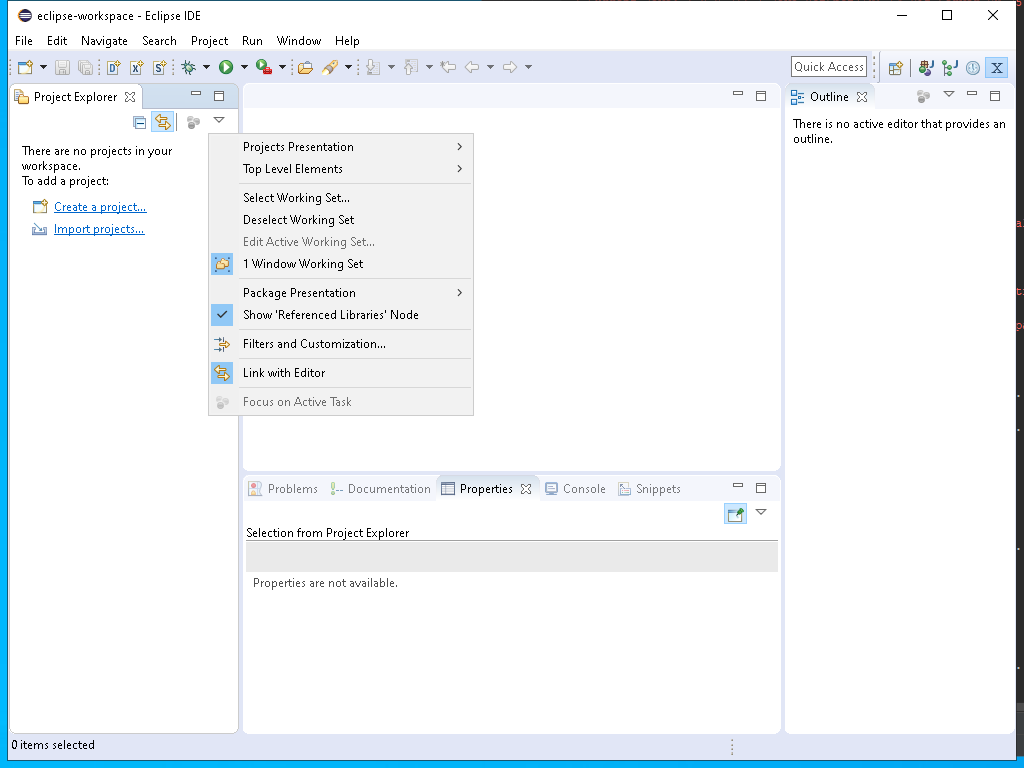 eclipse-workspace - Eclipse IDE
File Edit Navigate Search Project Run Window Help
Quick Access
Project Explorer
There are no projects in your
workspace.
To add a project:
Create a project...
Import projects...
Projects Presentation
Top Level Elements
Select Working Set...
Deselect Working Set
Edit Active Working Set...
1 Window Working Set
Package Presentation
Show 'Referenced Libraries' Node
Filters and Customization...
Link with Editor
Focus on Active Task
Outline
There is no active editor that provides an
outline.
Problems Documentation Properties Console Snippets
Selection from Project Explorer
Properties are not available.
0 items selected